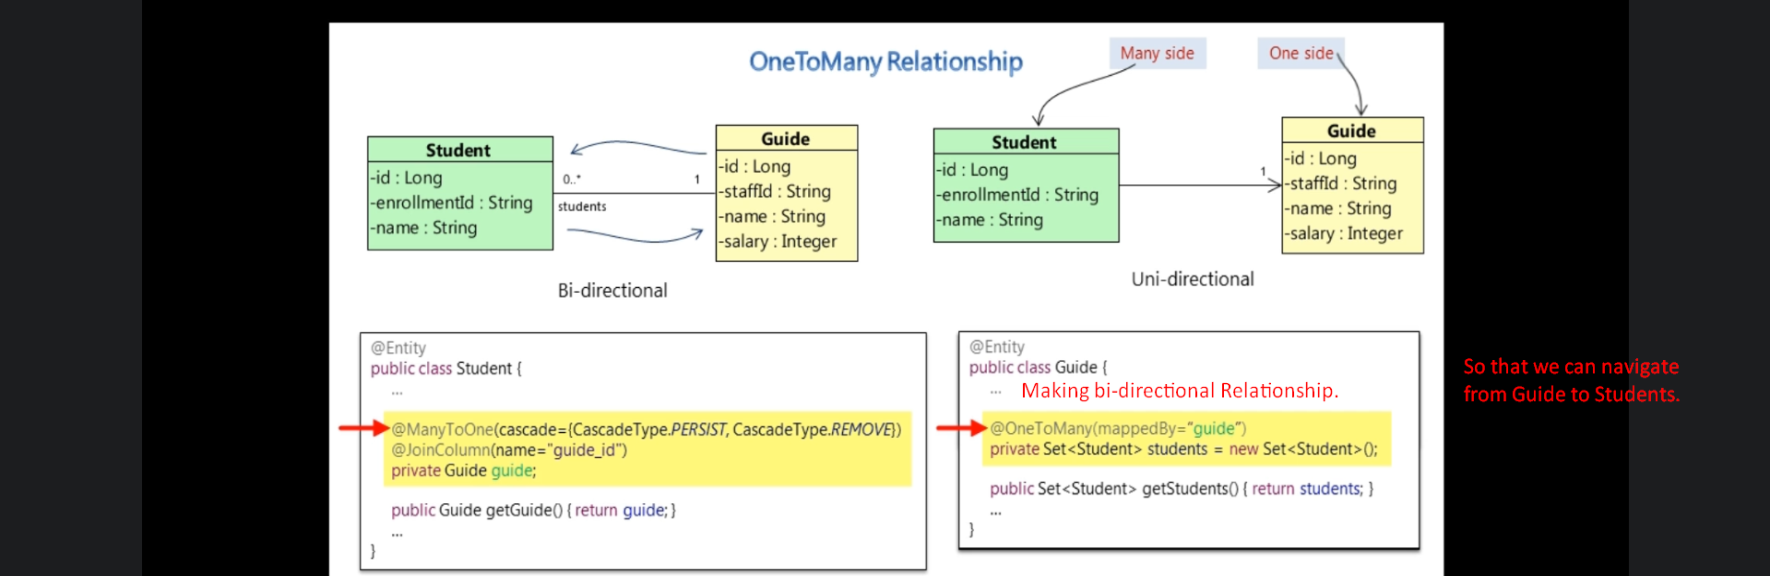 OneToMany Relationship
Many side
One side
Student
-id : Long
-enrollmentId : String
-name : String
0..*
1
students
Guide
-id : Long
-staffId : String
-name : String
-salary : Integer
Bi-directional
Student
-id : Long
-enrollmentId : String
-name : String
1
Guide
-id : Long
-staffId : String
-name : String
-salary : Integer
Uni-directional
@Entity
public class Student {
...
@ManyToOne(cascade={CascadeType.PERSIST, CascadeType.REMOVE})
@JoinColumn(name="guide_id")
private Guide guide;
public Guide getGuide() { return guide; }
...
}
@Entity
public class Guide {
... Making bi-directional Relationship.
@OneToMany(mappedBy="guide")
private Set<Student> students = new Set<Student>();
public Set<Student> getStudents() { return students; }
...
}
So that we can navigate
from Guide to Students.